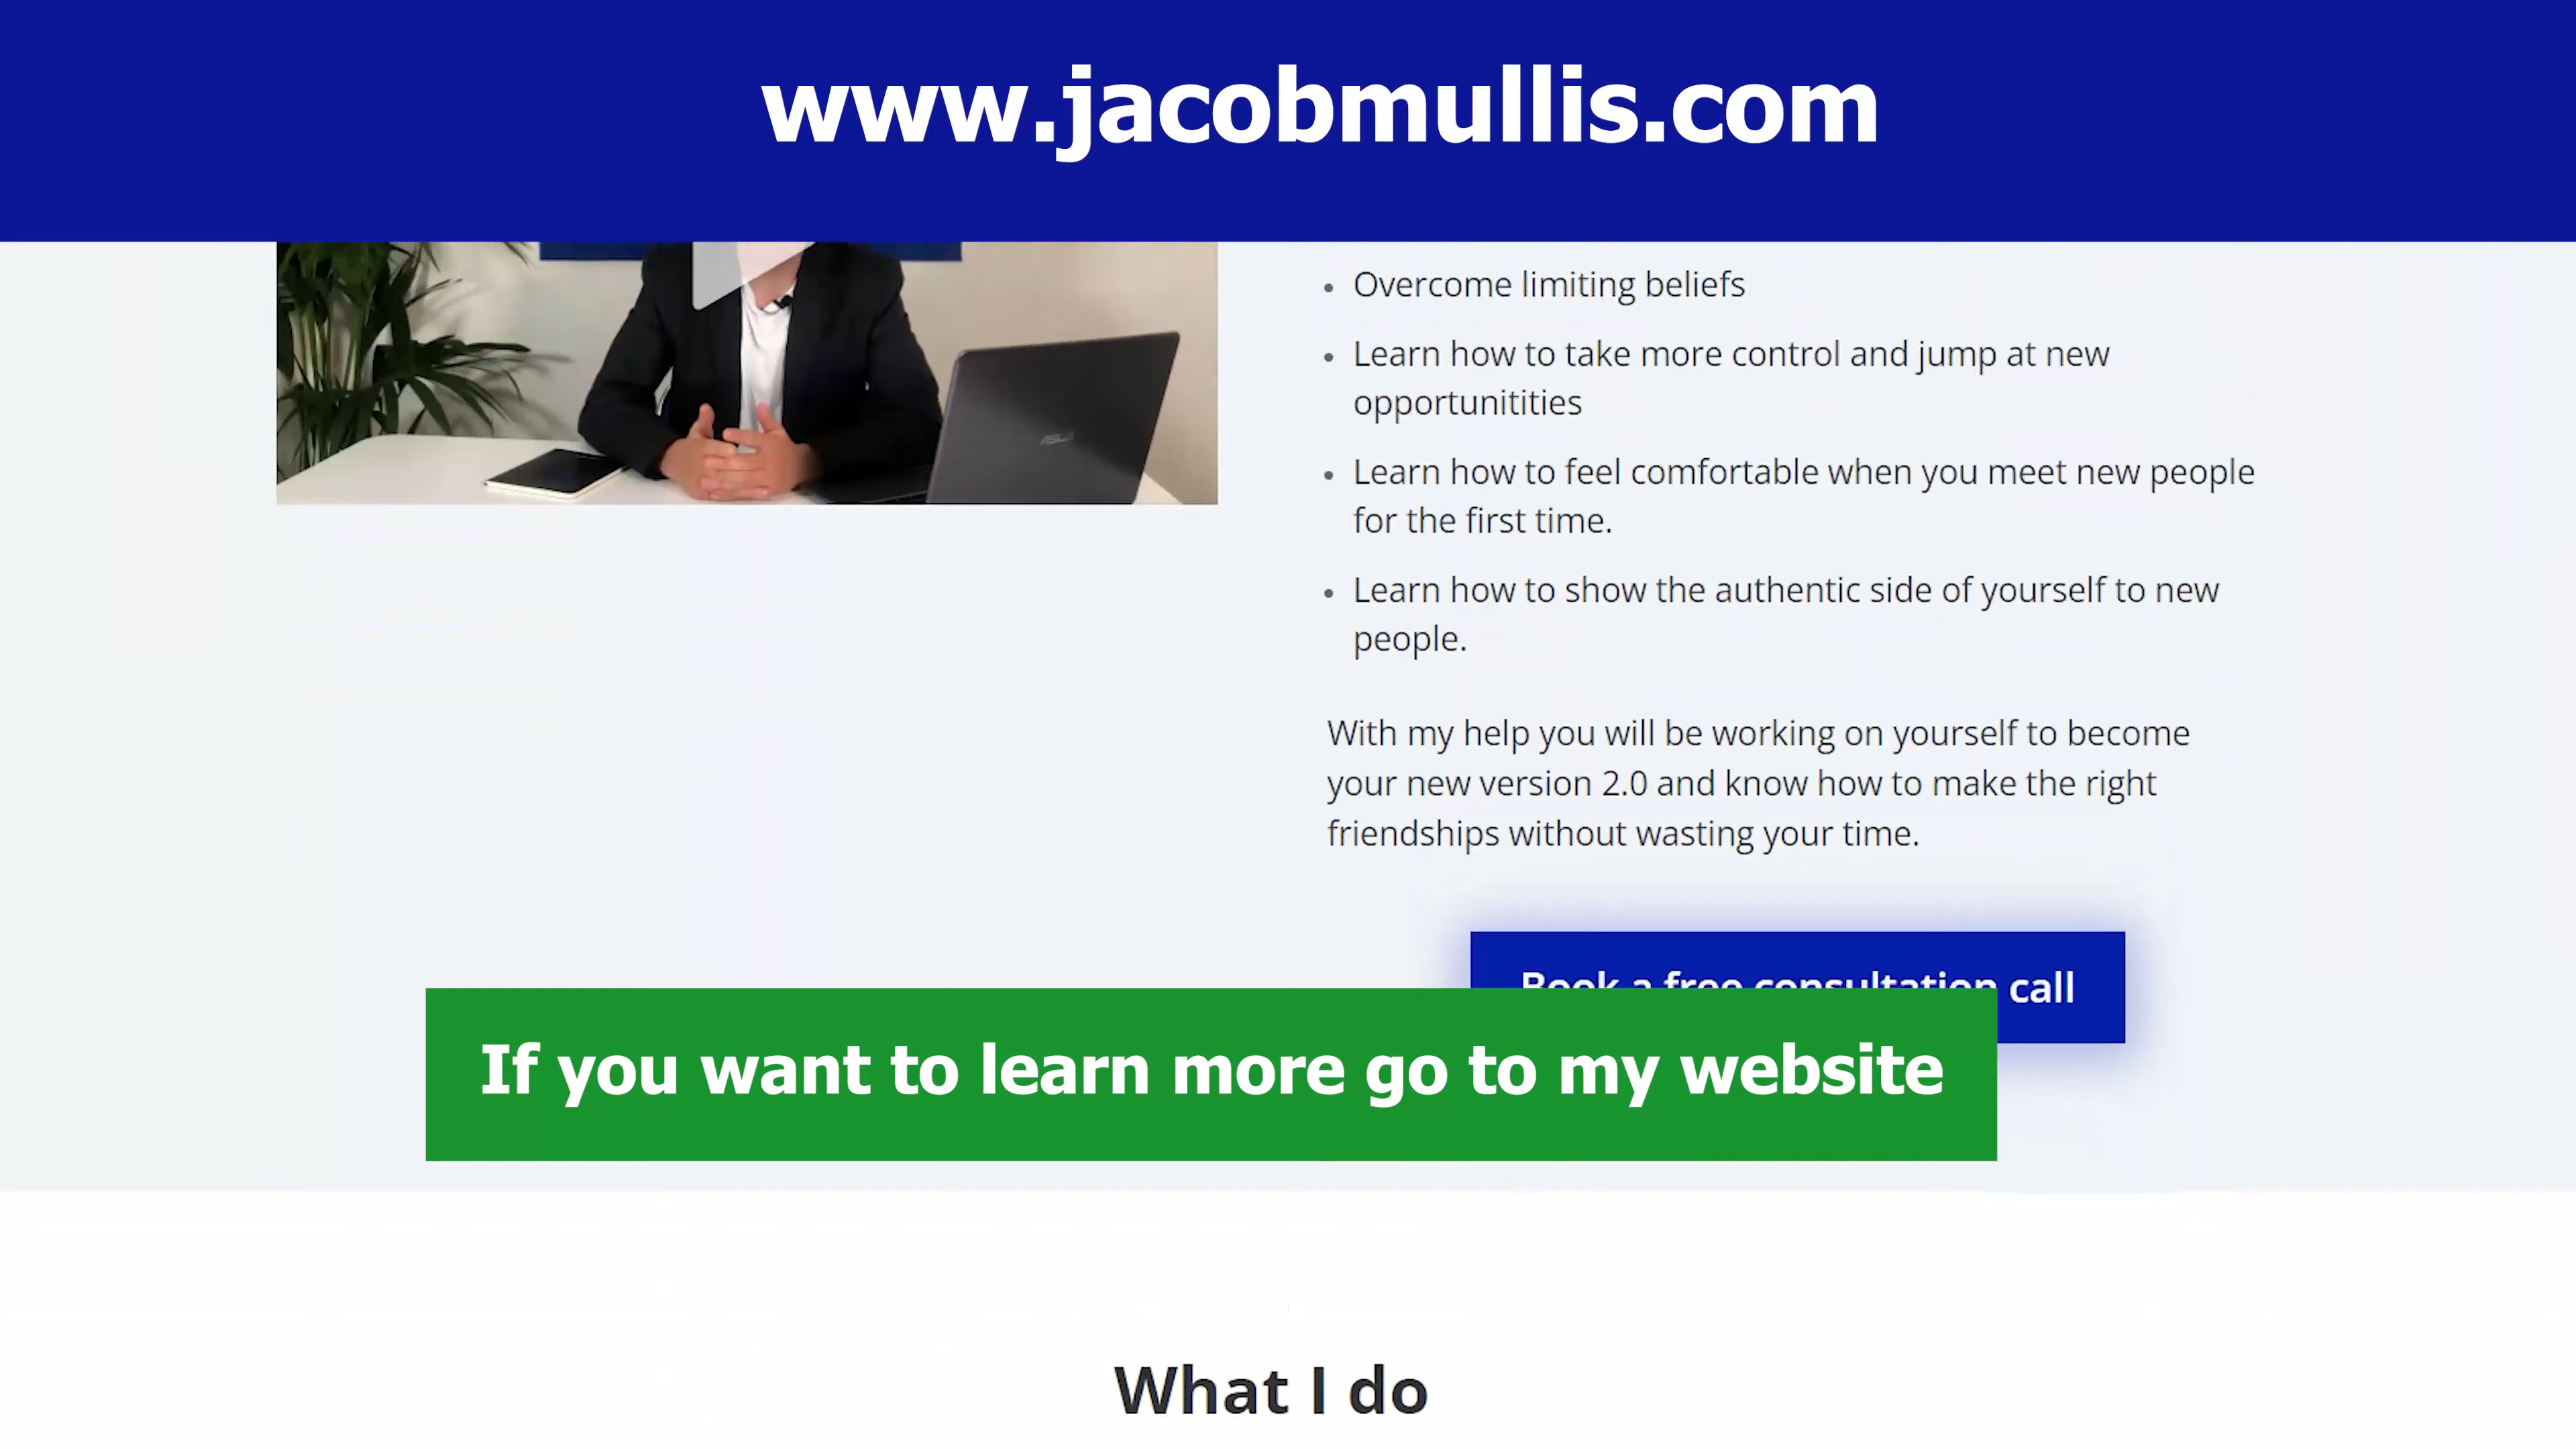 www.jacobmullis.com
Overcome limiting beliefs
Learn how to take more control and jump at new
opportunitities
Learn how to feel comfortable when you meet new people
for the first time.
Learn how to show the authentic side of yourself to new
people.
With my help you will be working on yourself to become
your new version 2.0 and know how to make the right
friendships without wasting your time.
Book a free consultation call
If you want to learn more go to my website
What I do
ASUS